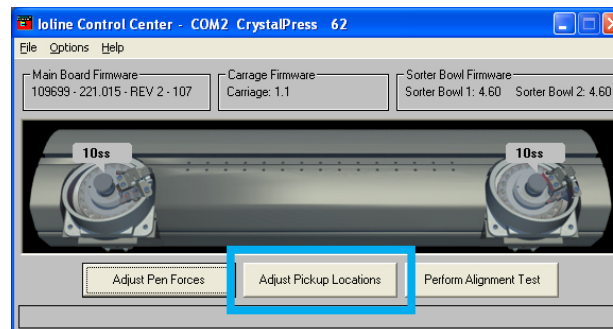 Ioline Control Center - COM2 CrystalPress 62
File Options Help
Main Board Firmware
109699 - 221.015 - REV 2 - 107
Carrage Firmware
Carriage: 1.1
Sorter Bowl Firmware
Sorter Bowl 1: 4.60 Sorter Bowl 2: 4.60
10ss
10ss
Adjust Pen Forces
Adjust Pickup Locations
Perform Alignment Test